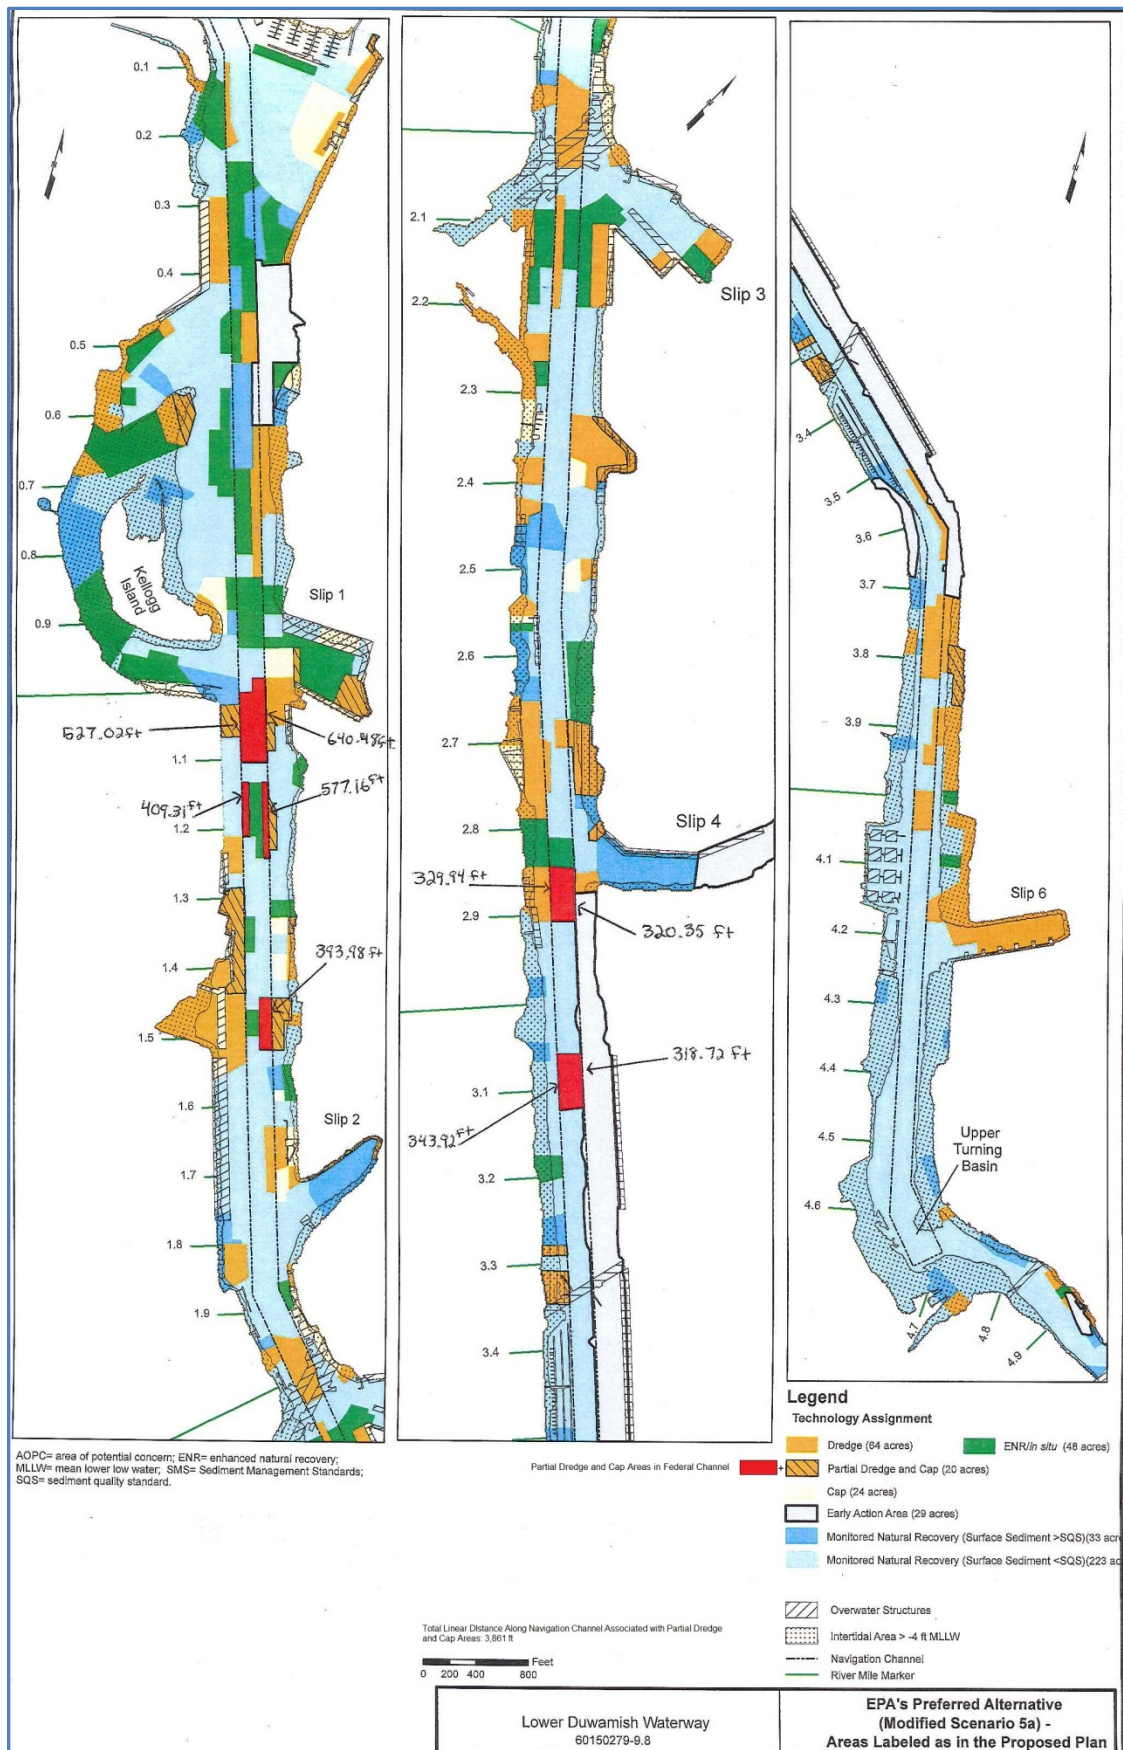 0.1
0.2
0.3
0.4
0.5
0.6
0.7
0.8
0.9
Kellogg
Island
Slip 1
627.02ft
640.48ft
1.1
409.31ft
577.16ft
1.2
1.3
393.98ft
1.4
1.5
1.6
Slip 2
1.7
1.8
1.9
2.1
Slip 3
2.2
2.3
2.4
2.5
2.6
2.7
2.8
Slip 4
329.94 ft
2.9
320.35 ft
318.72 ft
3.1
343.92 ft
3.2
3.3
3.4
3.4
3.5
3.6
3.7
3.8
3.9
4.1
Slip 6
4.2
4.3
4.4
4.5
Upper
Turning
Basin
4.6
4.7
4.8
4.9
AOPC= area of potential concern; ENR= enhanced natural recovery;
MLLW= mean lower low water; SMS= Sediment Management Standards;
SQS= sediment quality standard.
Legend
Technology Assignment
Dredge (64 acres)
ENR/in situ (48 acres)
Partial Dredge and Cap Areas in Federal Channel
+
Partial Dredge and Cap (20 acres)
Cap (24 acres)
Early Action Area (29 acres)
Monitored Natural Recovery (Surface Sediment >SQS)(33 acre
Monitored Natural Recovery (Surface Sediment <SQS)(223 ac
Overwater Structures
Intertidal Area > -4 ft MLLW
Navigation Channel
River Mile Marker
Total Linear Distance Along Navigation Channel Associated with Partial Dredge
and Cap Areas: 3,861 ft
Feet
0 200 400 800
Lower Duwamish Waterway
60150279-9.8
EPA's Preferred Alternative
(Modified Scenario 5a) -
Areas Labeled as in the Proposed Plan